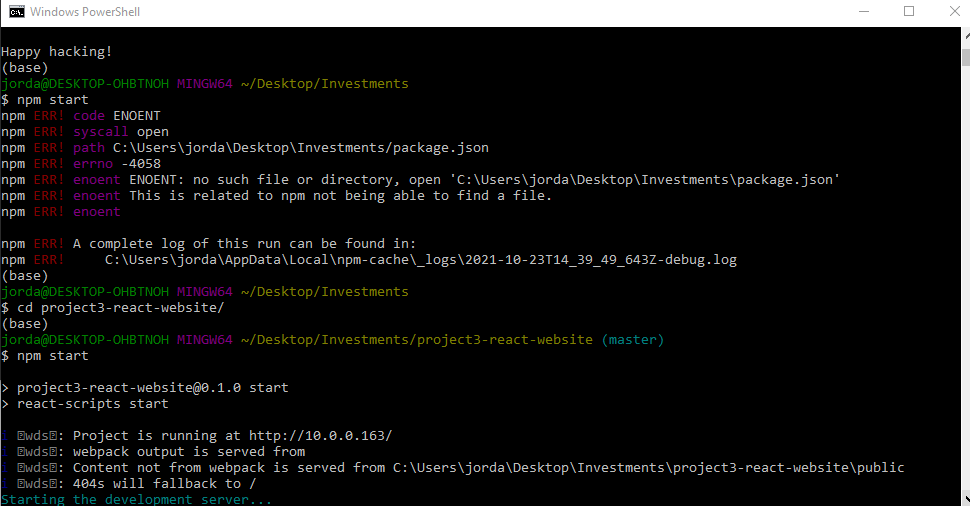 Windows PowerShell
Happy hacking!
(base)
jorda@DESKTOP-OHBTNOH MINGW64 ~/Desktop/Investments
$ npm start
npm ERR! code ENOENT
npm ERR! syscall open
npm ERR! path C:\Users\jorda\Desktop\Investments/package.json
npm ERR! errno -4058
npm ERR! enoent ENOENT: no such file or directory, open 'C:\Users\jorda\Desktop\Investments\package.json'
npm ERR! enoent This is related to npm not being able to find a file.
npm ERR! enoent
npm ERR! A complete log of this run can be found in:
npm ERR!     C:\Users\jorda\AppData\Local\npm-cache\_logs\2021-10-23T14_39_49_643Z-debug.log
(base)
jorda@DESKTOP-OHBTNOH MINGW64 ~/Desktop/Investments
$ cd project3-react-website/
(base)
jorda@DESKTOP-OHBTNOH MINGW64 ~/Desktop/Investments/project3-react-website (master)
$ npm start
> project3-react-website@0.1.0 start
> react-scripts start
i ⍰wds⍰: Project is running at http://10.0.0.163/
i ⍰wds⍰: webpack output is served from
i ⍰wds⍰: Content not from webpack is served from C:\Users\jorda\Desktop\Investments\project3-react-website\public
i ⍰wds⍰: 404s will fallback to /
Starting the development server...